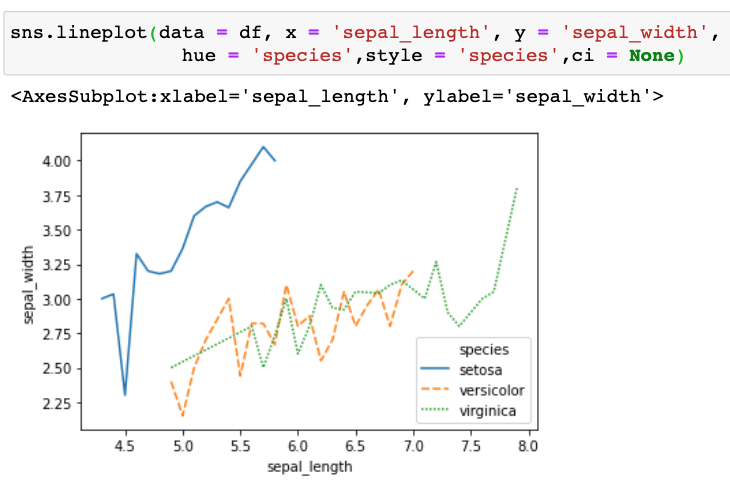 sns.lineplot(data = df, x = 'sepal_length', y = 'sepal_width',
hue = 'species',style = 'species',ci = None)
<AxesSubplot:xlabel='sepal_length', ylabel='sepal_width'>
4.00
3.75
3.50
3.25
3.00
2.75
2.50
2.25
sepal_width
species
setosa
versicolor
virginica
4.5 5.0 5.5 6.0 6.5 7.0 7.5 8.0
sepal_length